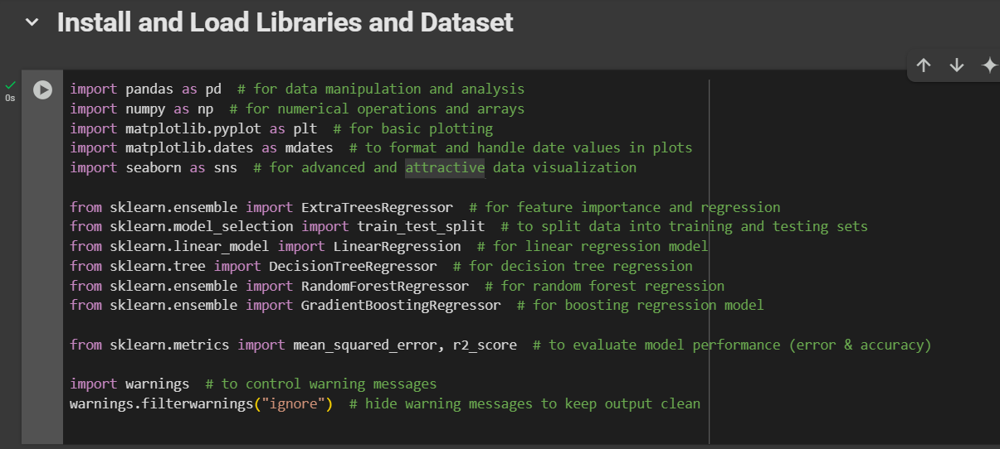 Install and Load Libraries and Dataset
0s
import pandas as pd  # for data manipulation and analysis
import numpy as np  # for numerical operations and arrays
import matplotlib.pyplot as plt  # for basic plotting
import matplotlib.dates as mdates  # to format and handle date values in plots
import seaborn as sns  # for advanced and attractive data visualization
from sklearn.ensemble import ExtraTreesRegressor  # for feature importance and regression
from sklearn.model_selection import train_test_split  # to split data into training and testing sets
from sklearn.linear_model import LinearRegression  # for linear regression model
from sklearn.tree import DecisionTreeRegressor  # for decision tree regression
from sklearn.ensemble import RandomForestRegressor  # for random forest regression
from sklearn.ensemble import GradientBoostingRegressor  # for boosting regression model
from sklearn.metrics import mean_squared_error, r2_score  # to evaluate model performance (error & accuracy)
import warnings  # to control warning messages
warnings.filterwarnings("ignore")  # hide warning messages to keep output clean